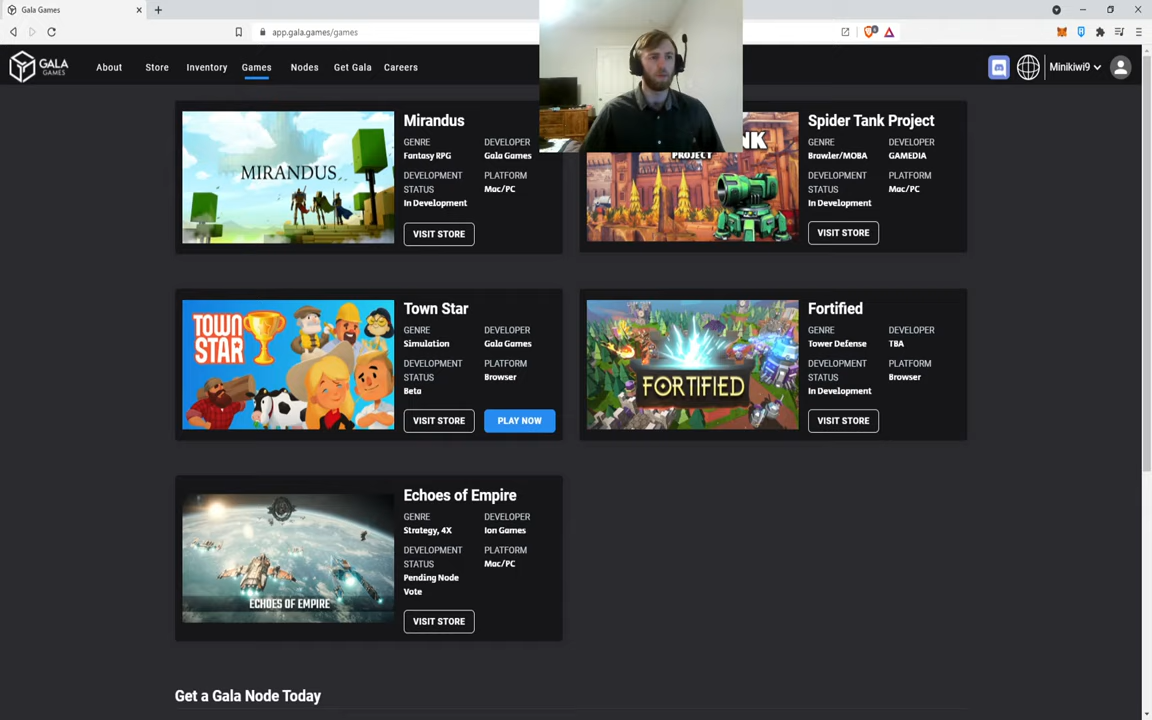 Gala Games
app.gala.games/games
GALA
GAMES
About
Store
Inventory
Games
Nodes
Get Gala
Careers
Minikiwi9
MIRANDUS
Mirandus
GENRE
DEVELOPER
Fantasy RPG
Gala Games
DEVELOPMENT
PLATFORM
STATUS
Mac/PC
In Development
VISIT STORE
PROJECT
Spider Tank Project
GENRE
DEVELOPER
Brawler/MOBA
GAMEDIA
DEVELOPMENT
PLATFORM
STATUS
Mac/PC
In Development
VISIT STORE
TOWN
STAR
Town Star
GENRE
DEVELOPER
Simulation
Gala Games
DEVELOPMENT
PLATFORM
STATUS
Browser
Beta
VISIT STORE
PLAY NOW
FORTIFIED
Fortified
GENRE
DEVELOPER
Tower Defense
TBA
DEVELOPMENT
PLATFORM
STATUS
Browser
In Development
VISIT STORE
ECHOES OF EMPIRE
Echoes of Empire
GENRE
DEVELOPER
Strategy, 4X
Ion Games
DEVELOPMENT
PLATFORM
STATUS
Mac/PC
Pending Node
Vote
VISIT STORE
Get a Gala Node Today